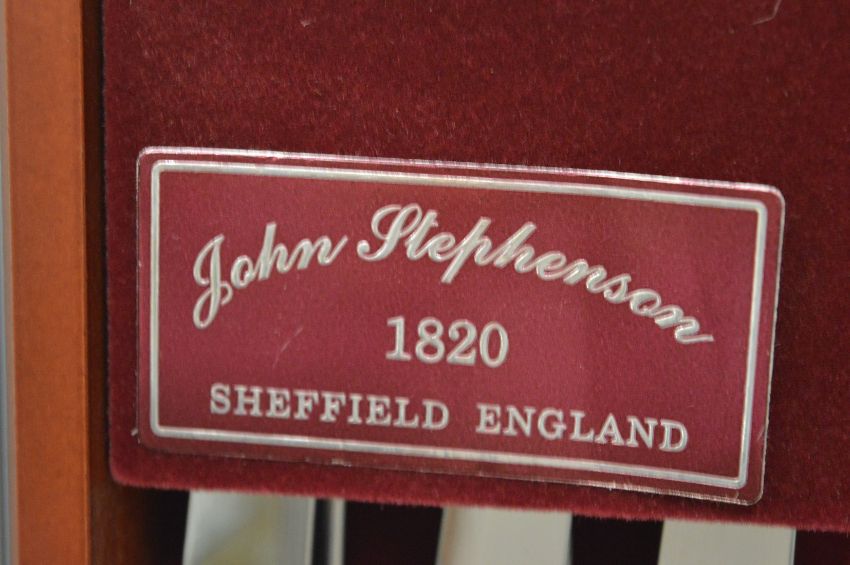 John Stephenson
1820
SHEFFIELD ENGLAND